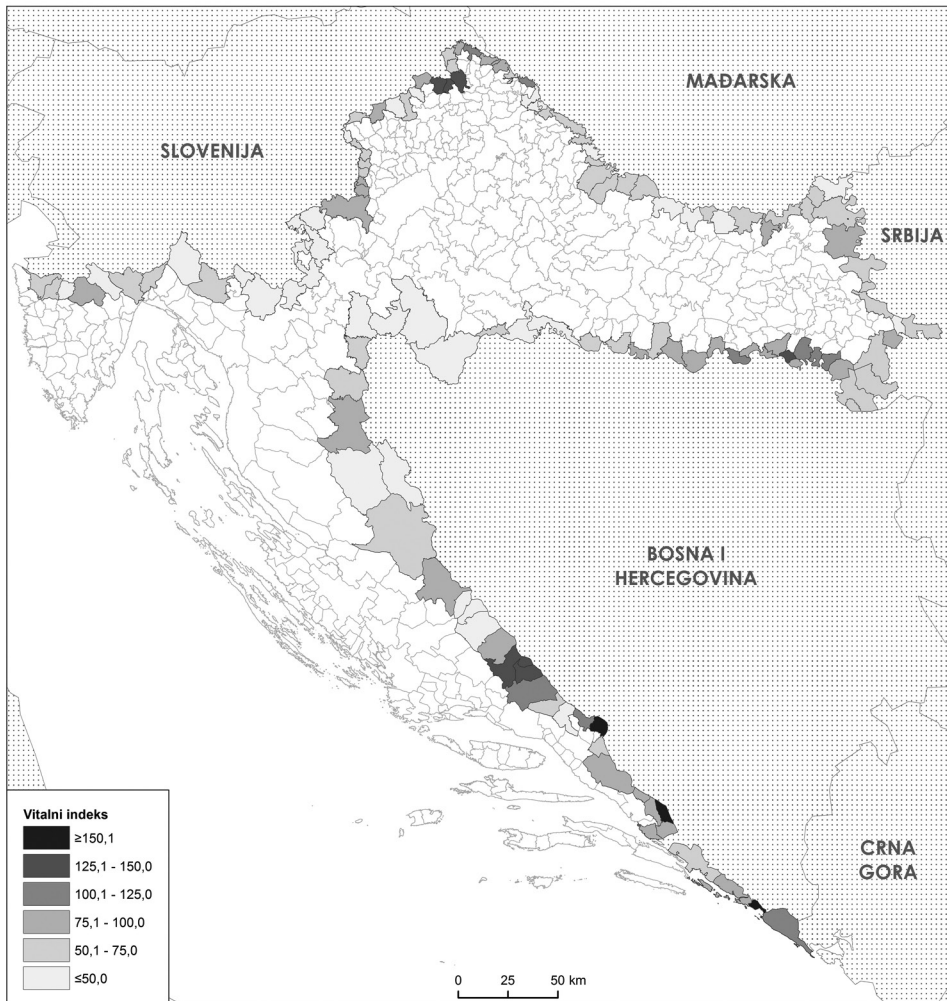 MAĐARSKA
SLOVENIJA
SRBIJA
BOSNA I
HERCEGOVINA
CRNA
GORA
Vitalni indeks
≥150,1
125,1 - 150,0
100,1 - 125,0
75,1 - 100,0
50,1 - 75,0
≤50,0
0 25 50 km